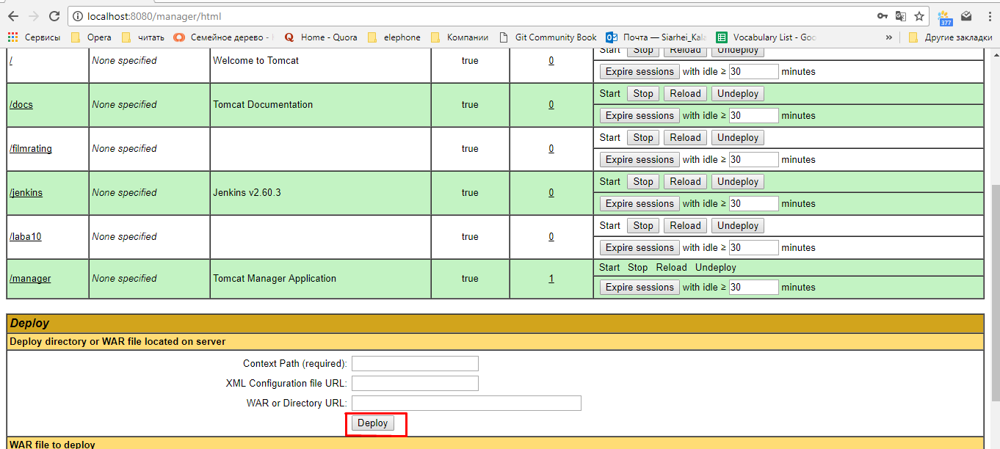 localhost:8080/manager/html
377
Сервисы Opera читать Семейное дерево - Home - Quora elephone Компании Git Community Book Почта — Siarhei_Kala Vocabulary List - Goo » Другие закладки
/ None specified Welcome to Tomcat true 0 Start Stop Reload Undeploy
Expire sessions with idle ≥ 30 minutes
/docs None specified Tomcat Documentation true 0 Start Stop Reload Undeploy
Expire sessions with idle ≥ 30 minutes
/filmrating None specified true 0 Start Stop Reload Undeploy
Expire sessions with idle ≥ 30 minutes
/jenkins None specified Jenkins v2.60.3 true 0 Start Stop Reload Undeploy
Expire sessions with idle ≥ 30 minutes
/laba10 None specified true 0 Start Stop Reload Undeploy
Expire sessions with idle ≥ 30 minutes
/manager None specified Tomcat Manager Application true 1 Start Stop Reload Undeploy
Expire sessions with idle ≥ 30 minutes
Deploy
Deploy directory or WAR file located on server
Context Path (required):
XML Configuration file URL:
WAR or Directory URL:
Deploy
WAR file to deploy